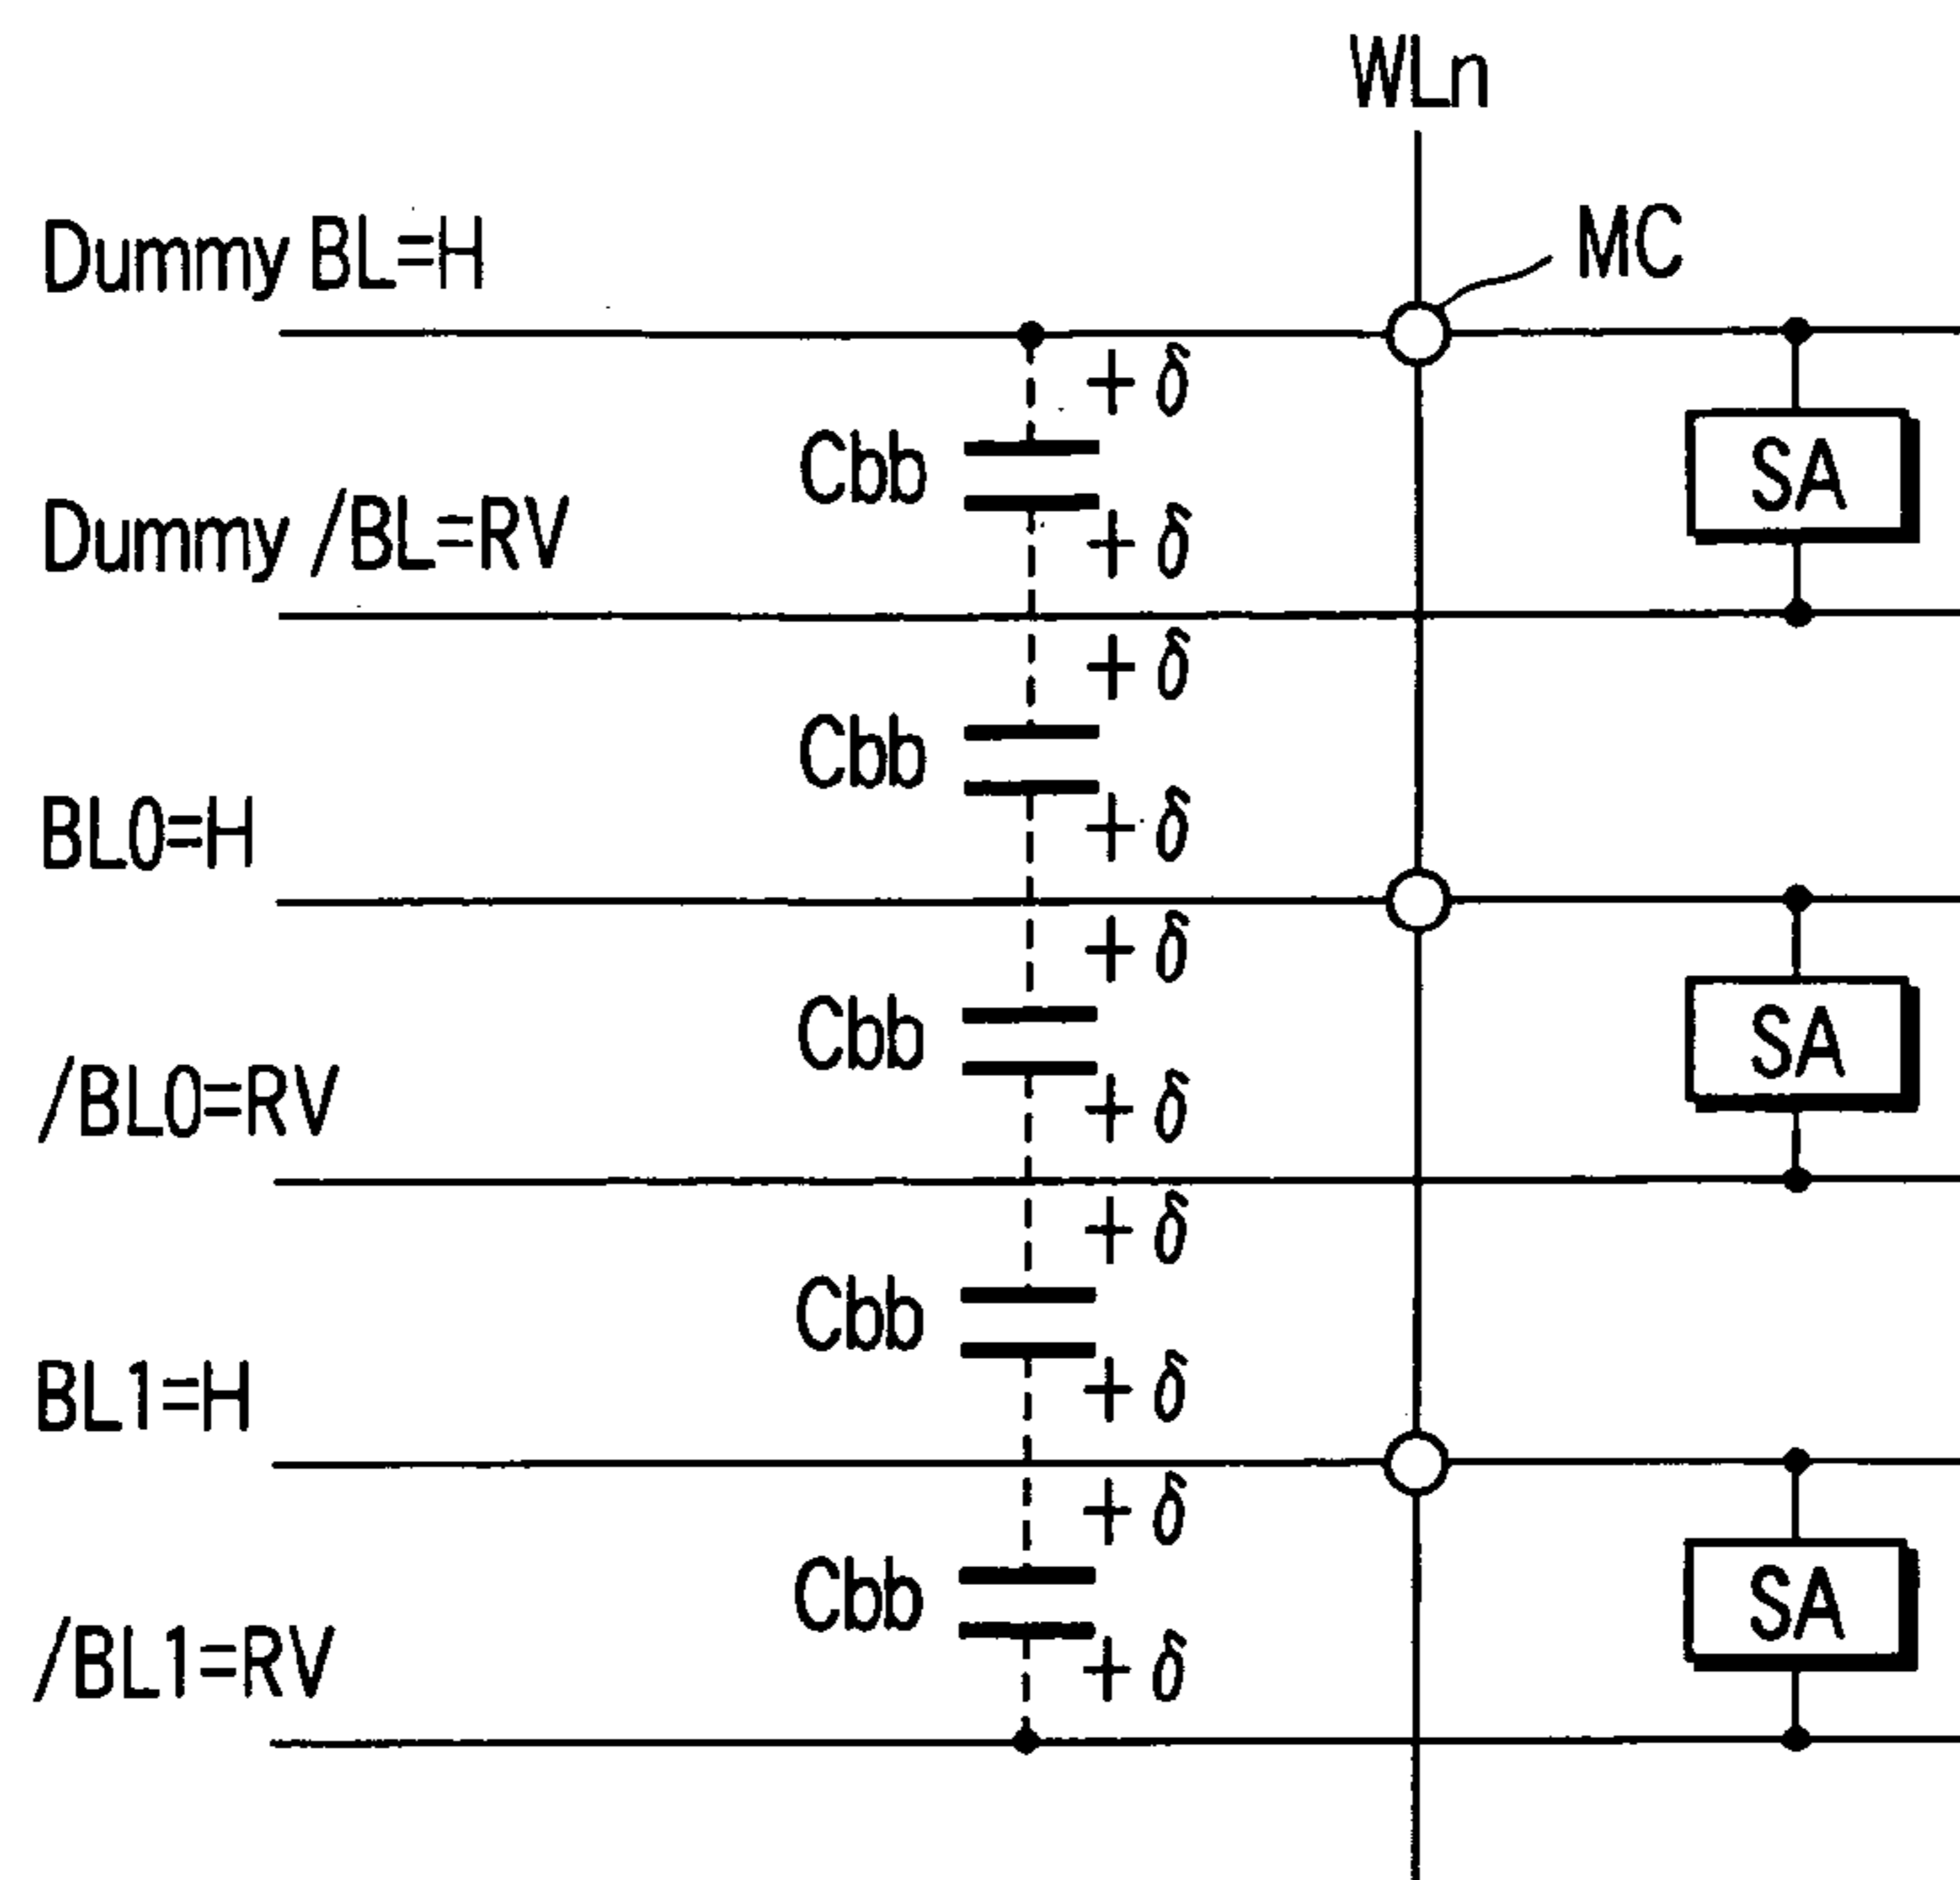 WLn
Dummy BL=H
MC
+ δ
Cbb
SA
Dummy /BL=RV
+ δ
+ δ
Cbb
BL0=H
+ δ
+ δ
Cbb
SA
/BL0=RV
+ δ
+ δ
Cbb
BL1=H
+ δ
+ δ
Cbb
SA
/BL1=RV
+ δ